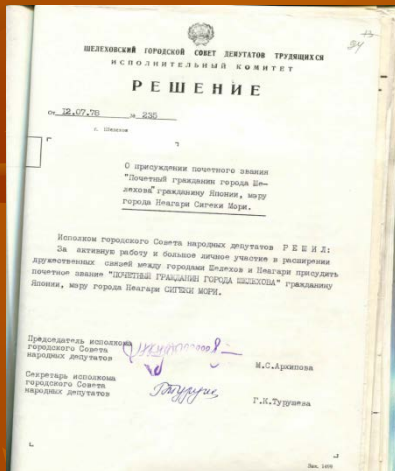 ШЕЛЕХОВСКИЙ ГОРОДСКОЙ СОВЕТ ДЕПУТАТОВ ТРУДЯЩИХСЯ
ИСПОЛНИТЕЛЬНЫЙ КОМИТЕТ
РЕШЕНИЕ
от 12.07.78 № 235
г. Шелехов
О присуждении почетного звания
"Почетный гражданин города Ше-
лехова" гражданину Японии, мэру
города Неагари Сигеки Мори.
Исполком городского Совета народных депутатов Р Е Ш И Л:
За активную работу и большое личное участие в расширении
дружественных связей между городами Шелехов и Неагари присудить
почетное звание "ПОЧЕТНЫЙ ГРАЖДАНИН ГОРОДА ШЕЛЕХОВА" гражданину
Японии, мэру города Неагари СИГЕКИ МОРИ.
Председатель исполкома
городского Совета
народных депутатов
М.С.Архипова
Секретарь исполкома
городского Совета
народных депутатов
Г.К.Турушева